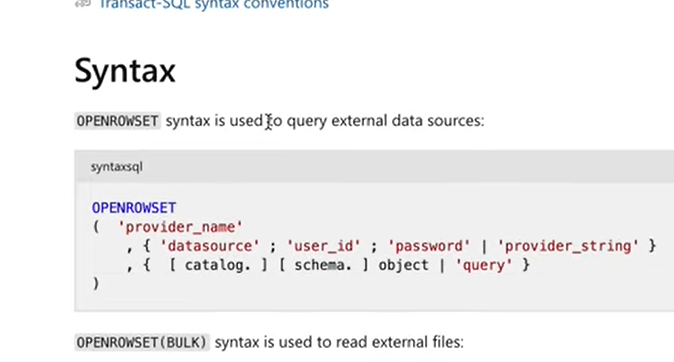 Transact-SQL syntax conventions
Syntax
OPENROWSET syntax is used to query external data sources:
syntaxsql
OPENROWSET
( 'provider_name'
, { 'datasource' ; 'user_id' ; 'password' | 'provider_string' }
, { [ catalog. ] [ schema. ] object | 'query' }
)
OPENROWSET(BULK) syntax is used to read external files: